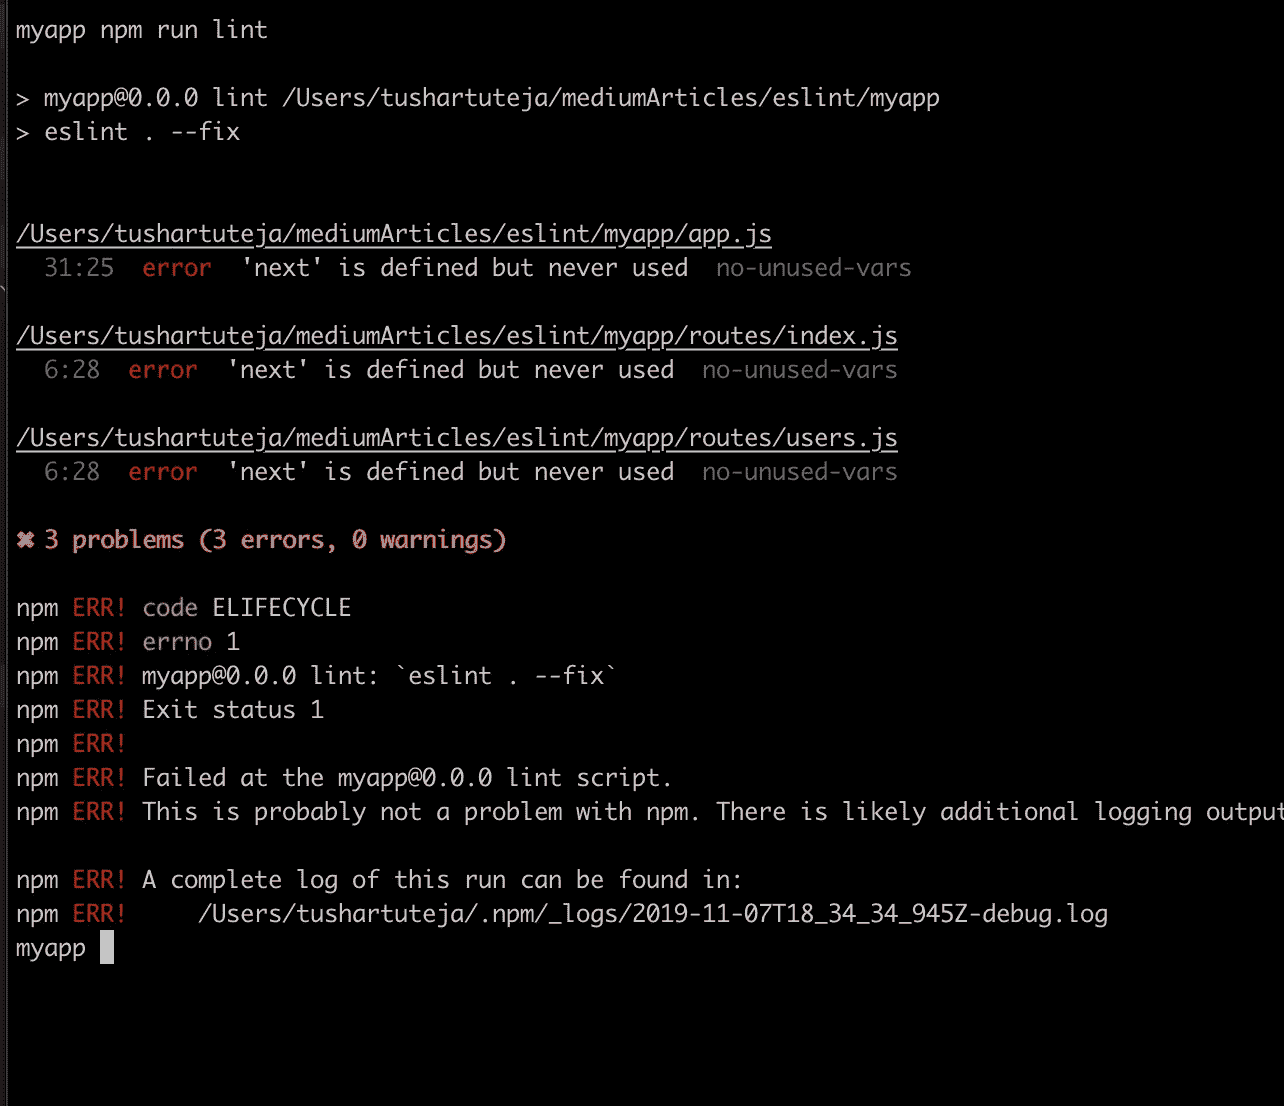 myapp npm run lint
> myapp@0.0.0 lint /Users/tushartuteja/mediumArticles/eslint/myapp
> eslint . --fix
/Users/tushartuteja/mediumArticles/eslint/myapp/app.js
31:25  error  'next' is defined but never used  no-unused-vars
/Users/tushartuteja/mediumArticles/eslint/myapp/routes/index.js
6:28  error  'next' is defined but never used  no-unused-vars
/Users/tushartuteja/mediumArticles/eslint/myapp/routes/users.js
6:28  error  'next' is defined but never used  no-unused-vars
✖ 3 problems (3 errors, 0 warnings)
npm ERR! code ELIFECYCLE
npm ERR! errno 1
npm ERR! myapp@0.0.0 lint: `eslint . --fix`
npm ERR! Exit status 1
npm ERR!
npm ERR! Failed at the myapp@0.0.0 lint script.
npm ERR! This is probably not a problem with npm. There is likely additional logging output
npm ERR! A complete log of this run can be found in:
npm ERR!     /Users/tushartuteja/.npm/_logs/2019-11-07T18_34_34_945Z-debug.log
myapp